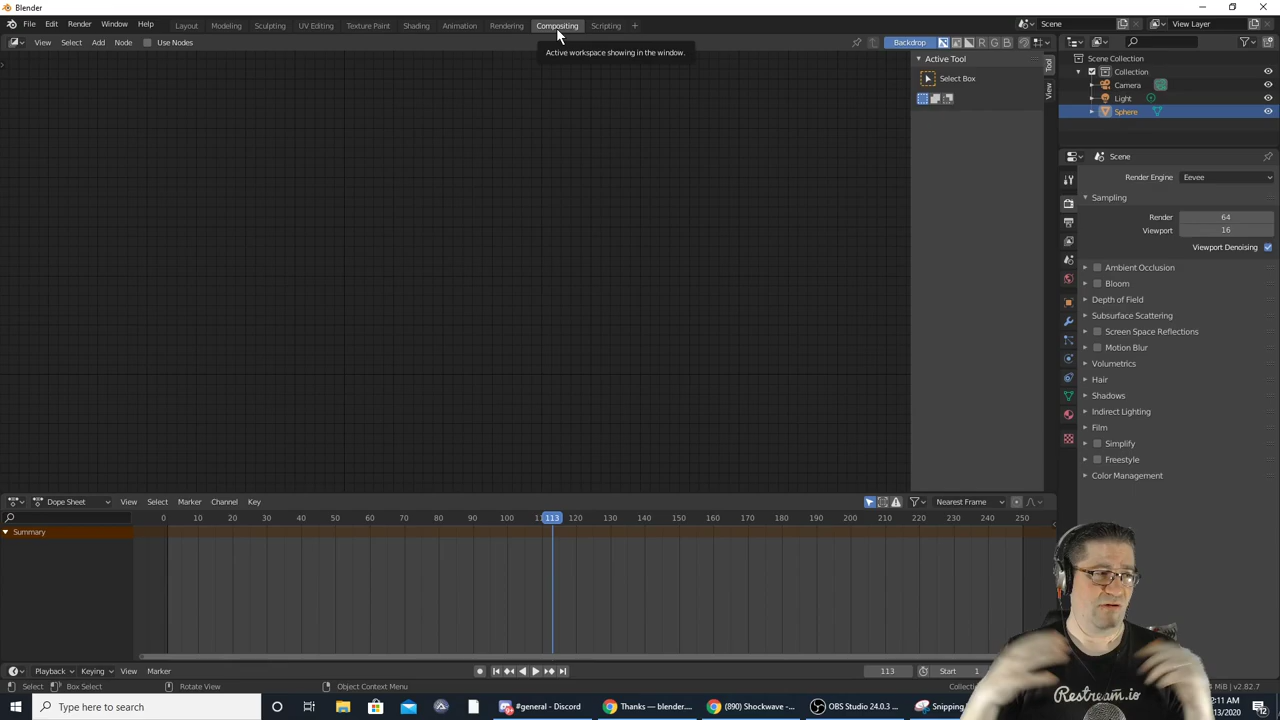 Blender
File Edit Render Window Help Layout Modeling Sculpting UV Editing Texture Paint Shading Animation Rendering Compositing Scripting + Scene View Layer
View Select Add Node Use Nodes Backdrop R G B
Active workspace showing in the window.
Active Tool
Select Box
Tool
View
Scene Collection
Collection
Camera
Light
Sphere
Scene
Render Engine Eevee
Sampling
Render 64
Viewport 16
Viewport Denoising
Ambient Occlusion
Bloom
Depth of Field
Subsurface Scattering
Screen Space Reflections
Motion Blur
Volumetrics
Hair
Shadows
Indirect Lighting
Film
Simplify
Freestyle
Color Management
Dope Sheet View Select Marker Channel Key Nearest Frame
0 10 20 30 40 50 60 70 80 90 100 113 120 130 140 150 160 170 180 190 200 210 220 230 240 250
Summary
Playback Keying View Marker 113 Start 1
Select Box Select Rotate View Object Context Menu MiB | v2.82.7
Type here to search #general - Discord Thanks — blender.... (890) Shockwave -... OBS Studio 24.0.3 ... Snipping
Restream.io